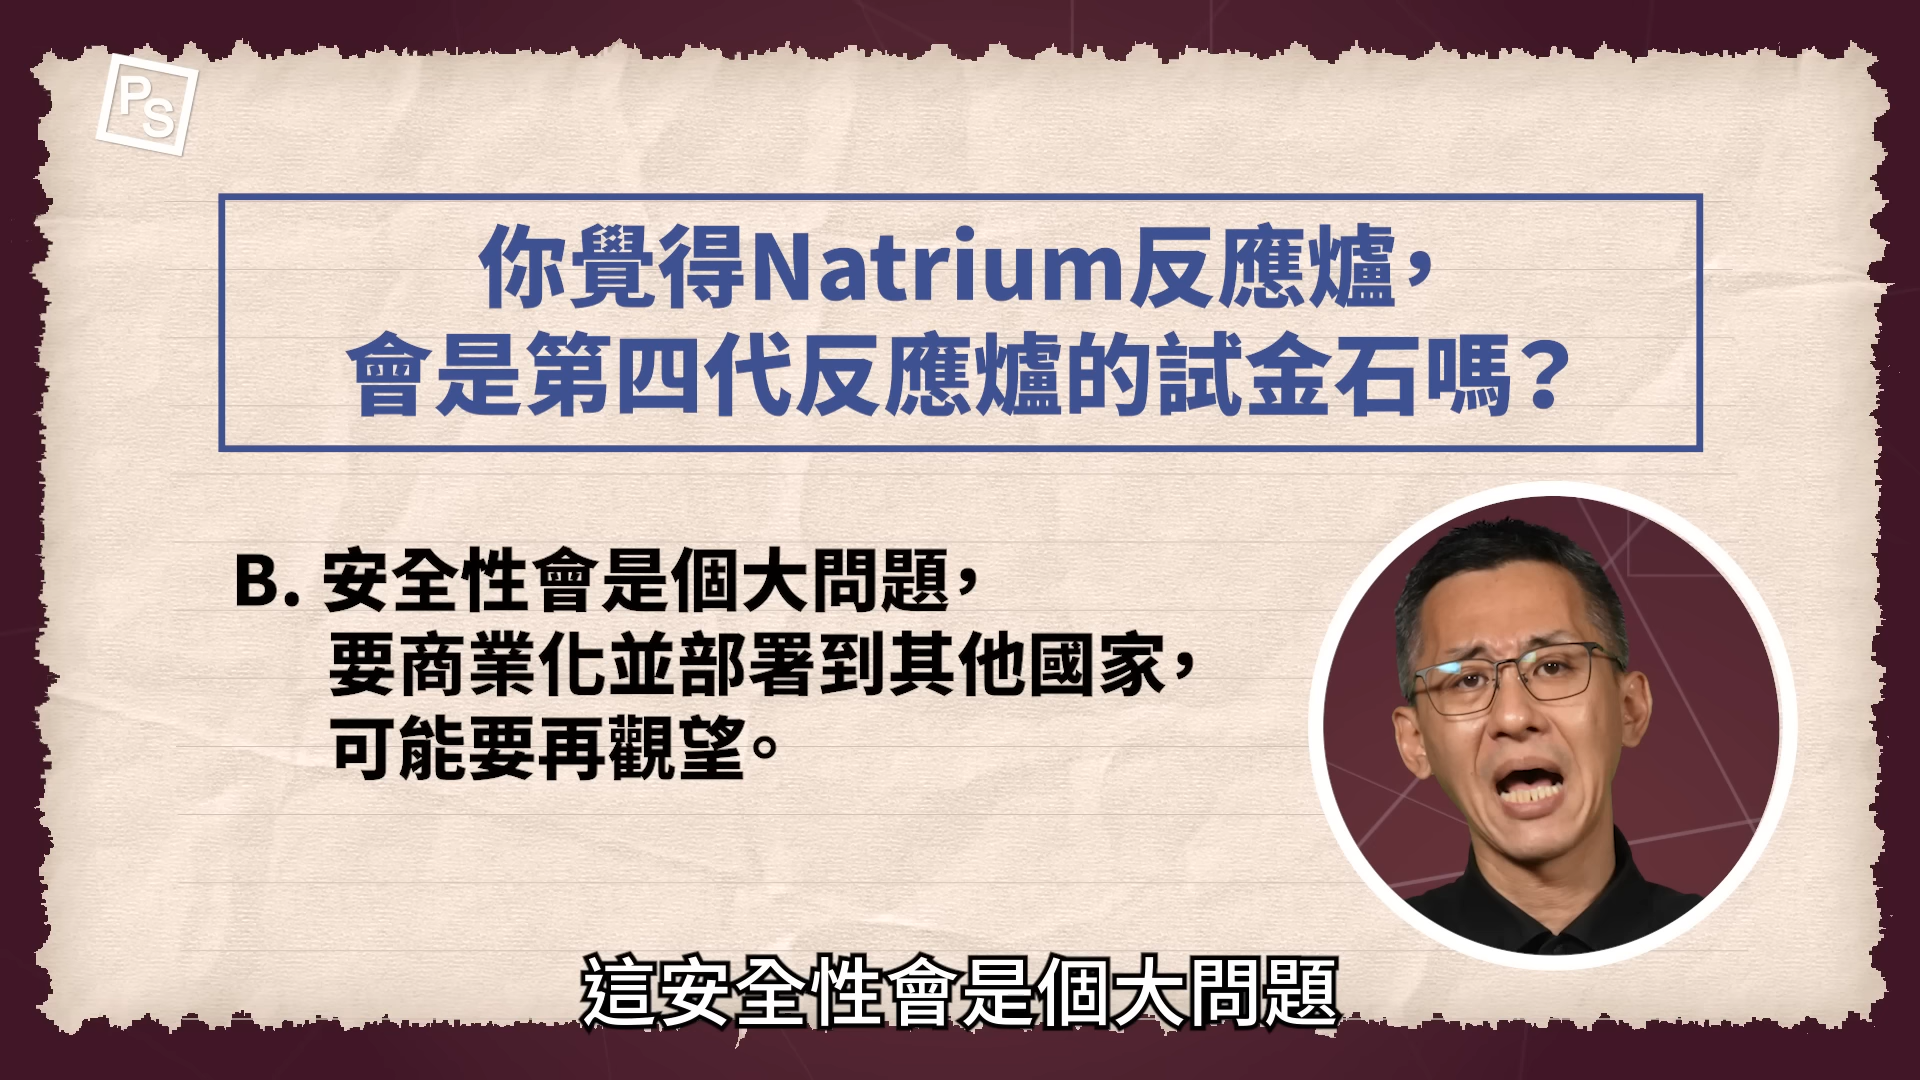 PS
你覺得Natrium反應爐，
會是第四代反應爐的試金石嗎？
B. 安全性會是個大問題，
要商業化並部署到其他國家，
可能要再觀望。
這安全性會是個大問題